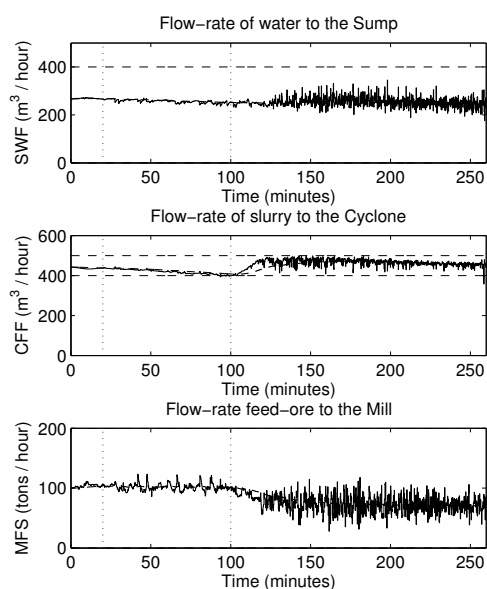 Flow−rate of water to the Sump
SWF (m³ / hour)
400
200
0
0 50 100 150 200 250
Time (minutes)
Flow−rate of slurry to the Cyclone
CFF (m³ / hour)
600
400
200
0
0 50 100 150 200 250
Time (minutes)
Flow−rate feed−ore to the Mill
MFS (tons / hour)
200
100
0
0 50 100 150 200 250
Time (minutes)